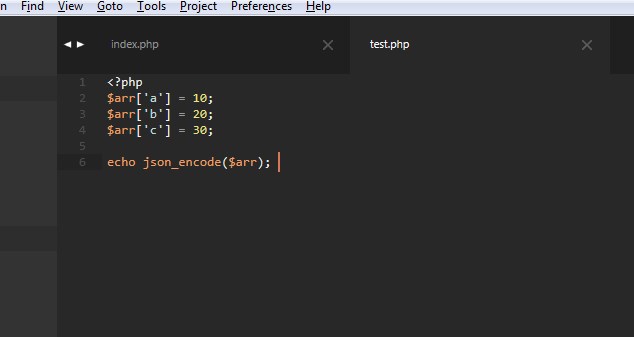 n Find View Goto Tools Project Preferences Help
index.php test.php
1 <?php
2 $arr['a'] = 10;
3 $arr['b'] = 20;
4 $arr['c'] = 30;
5
6 echo json_encode($arr);